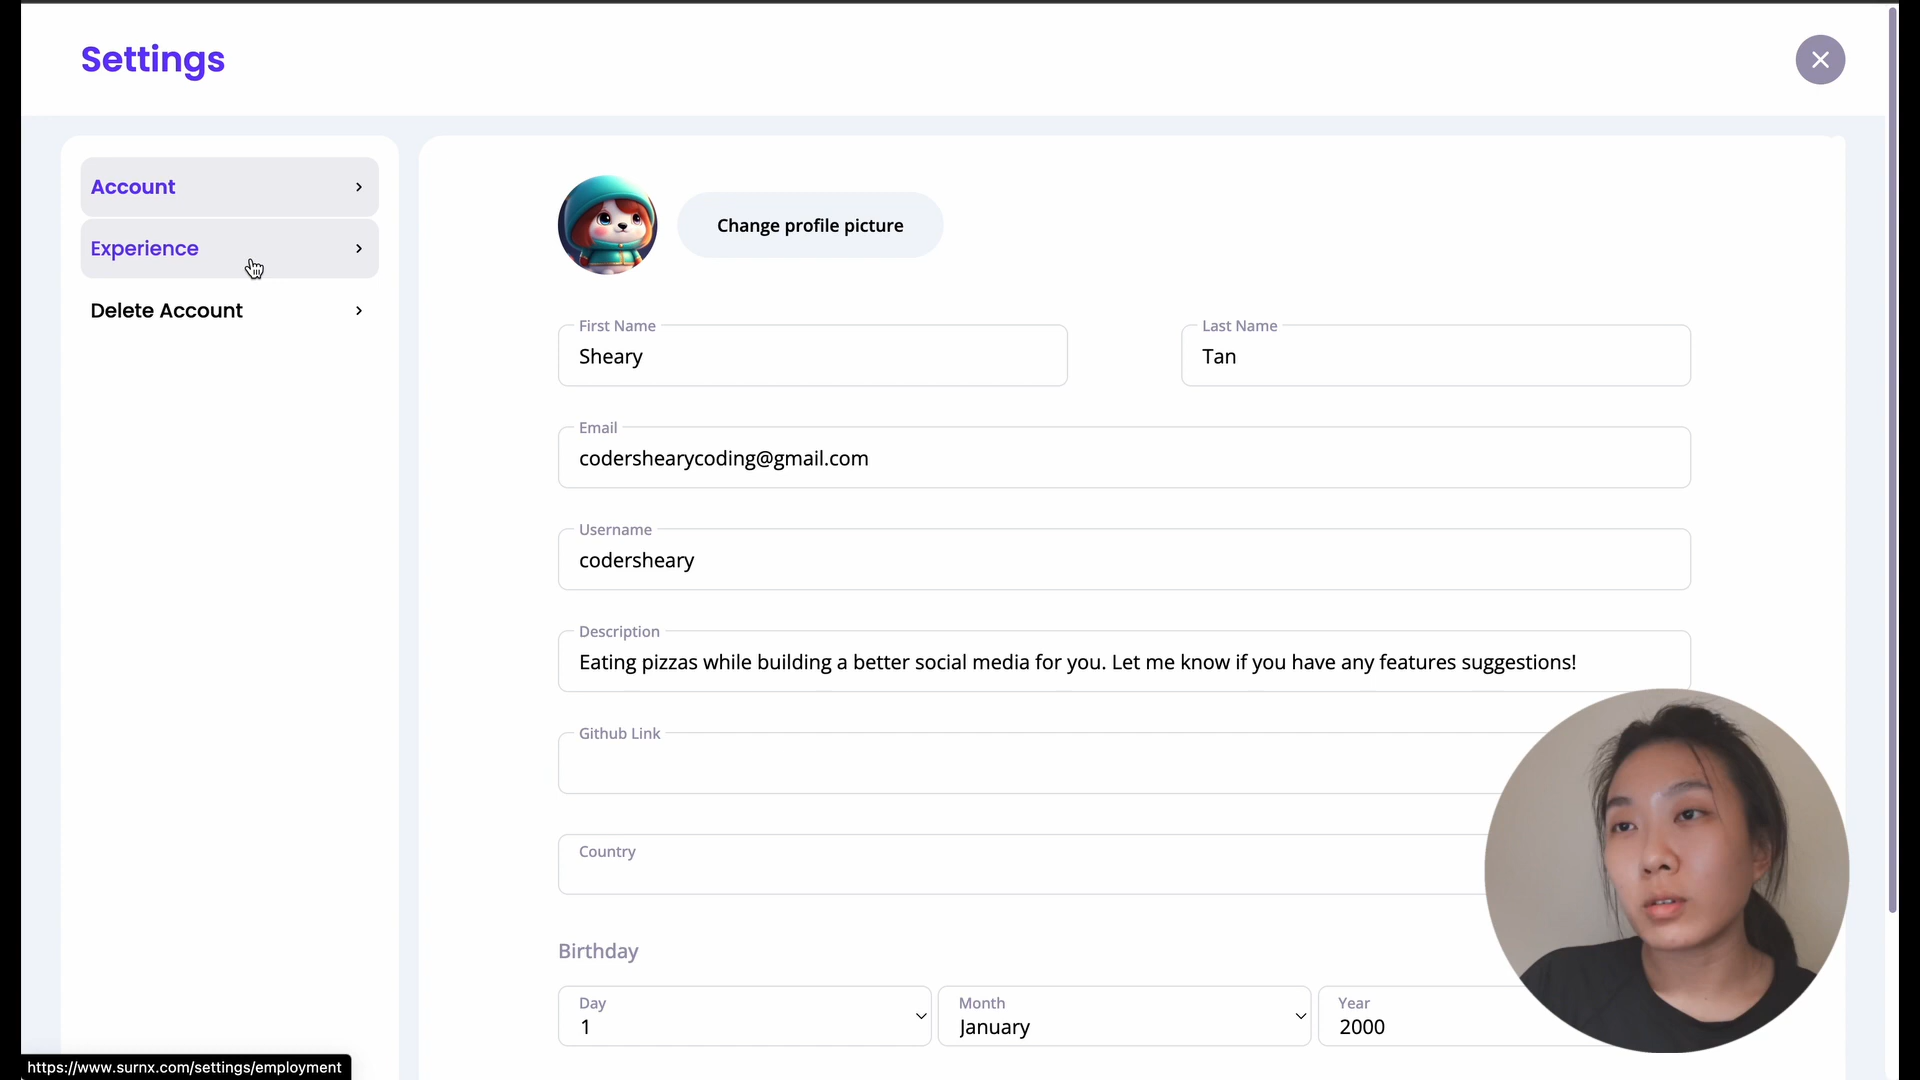 Settings
Account
Experience
Delete Account
Change profile picture
First Name
Sheary
Last Name
Tan
Email
codershearycoding@gmail.com
Username
codersheary
Description
Eating pizzas while building a better social media for you. Let me know if you have any features suggestions!
Github Link
Country
Birthday
Day
1
Month
January
Year
2000
https://www.surnx.com/settings/employment